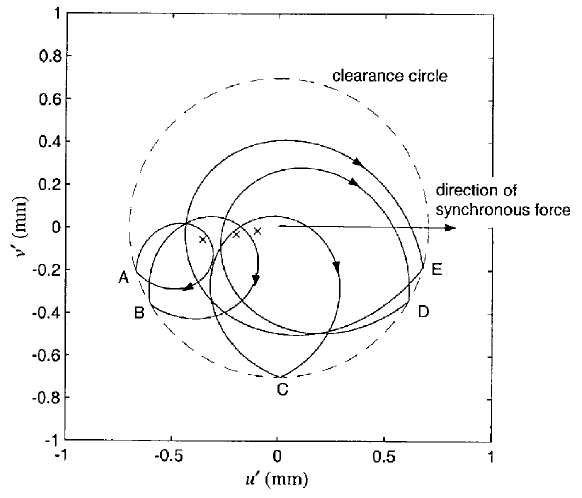 1
0.8
clearance circle
0.6
0.4
0.2
direction of
synchronous force
0
v′ (mm)
-0.2
A
E
B
D
-0.4
-0.6
C
-0.8
-1
-1
-0.5
0
0.5
1
u′ (mm)